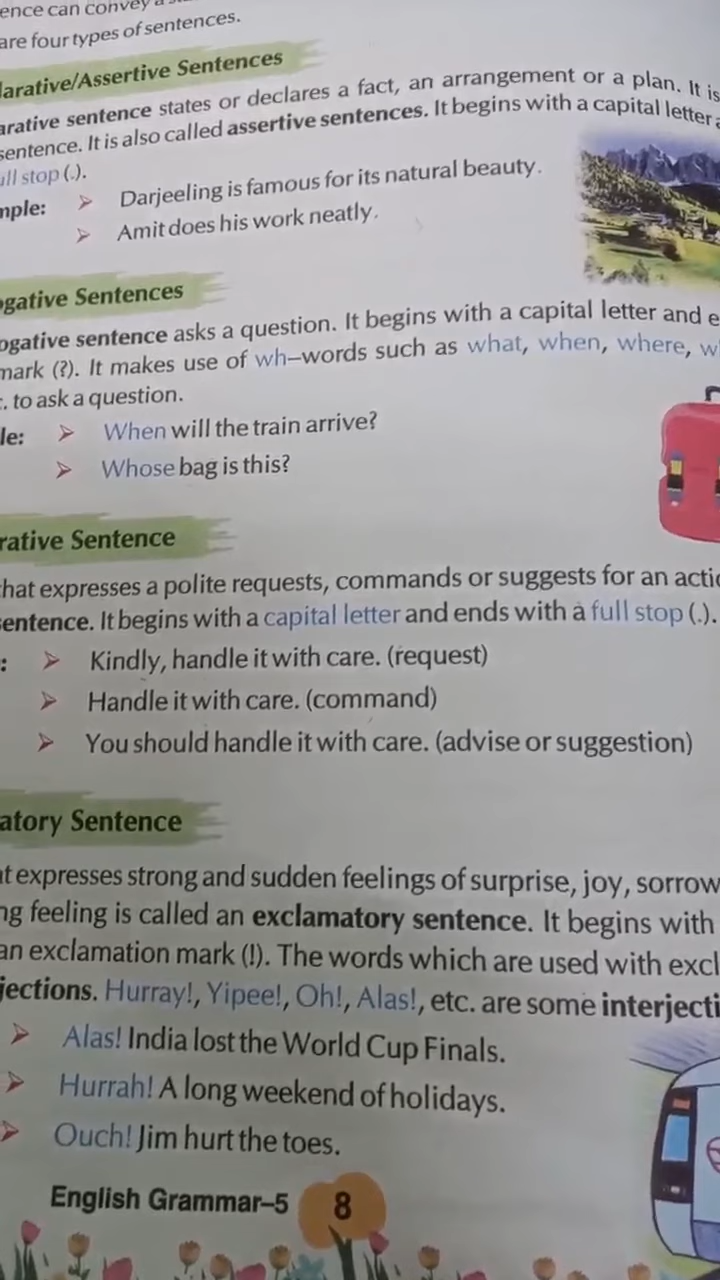 ence can convey a
are four types of sentences.
larative/Assertive Sentences
arative sentence states or declares a fact, an arrangement or a plan. It is
sentence. It is also called assertive sentences. It begins with a capital letter
ull stop (.).
mple: ➤ Darjeeling is famous for its natural beauty.
➤ Amit does his work neatly.
ogative Sentences
ogative sentence asks a question. It begins with a capital letter and e
mark (?). It makes use of wh–words such as what, when, where, w
. to ask a question.
le: ➤ When will the train arrive?
➤ Whose bag is this?
rative Sentence
that expresses a polite requests, commands or suggests for an actio
sentence. It begins with a capital letter and ends with a full stop (.).
: ➤ Kindly, handle it with care. (request)
➤ Handle it with care. (command)
➤ You should handle it with care. (advise or suggestion)
atory Sentence
at expresses strong and sudden feelings of surprise, joy, sorrow
ng feeling is called an exclamatory sentence. It begins with
an exclamation mark (!). The words which are used with excl
jections. Hurray!, Yipee!, Oh!, Alas!, etc. are some interjecti
➤ Alas! India lost the World Cup Finals.
➤ Hurrah! A long weekend of holidays.
➤ Ouch! Jim hurt the toes.
English Grammar–5 8